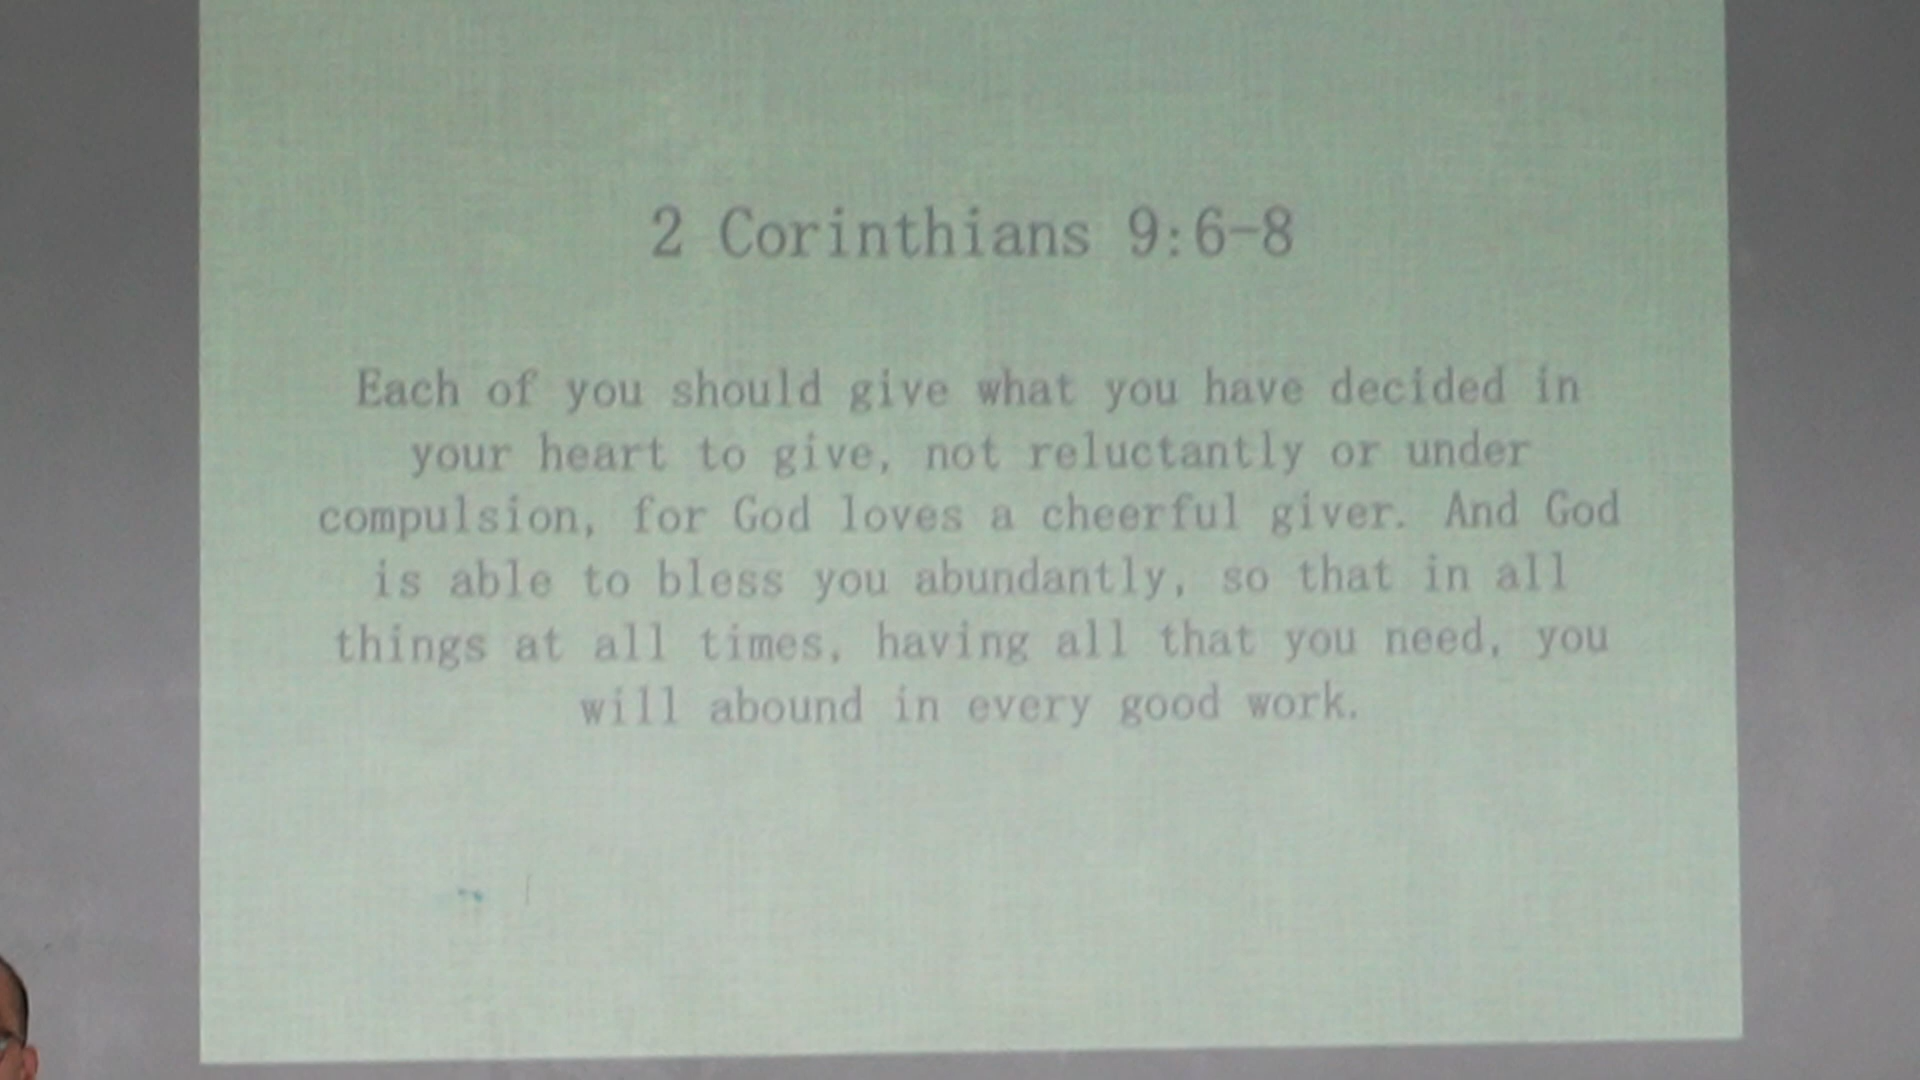 2 Corinthians 9:6-8
Each of you should give what you have decided in
your heart to give, not reluctantly or under
compulsion, for God loves a cheerful giver. And God
is able to bless you abundantly, so that in all
things at all times, having all that you need, you
will abound in every good work.